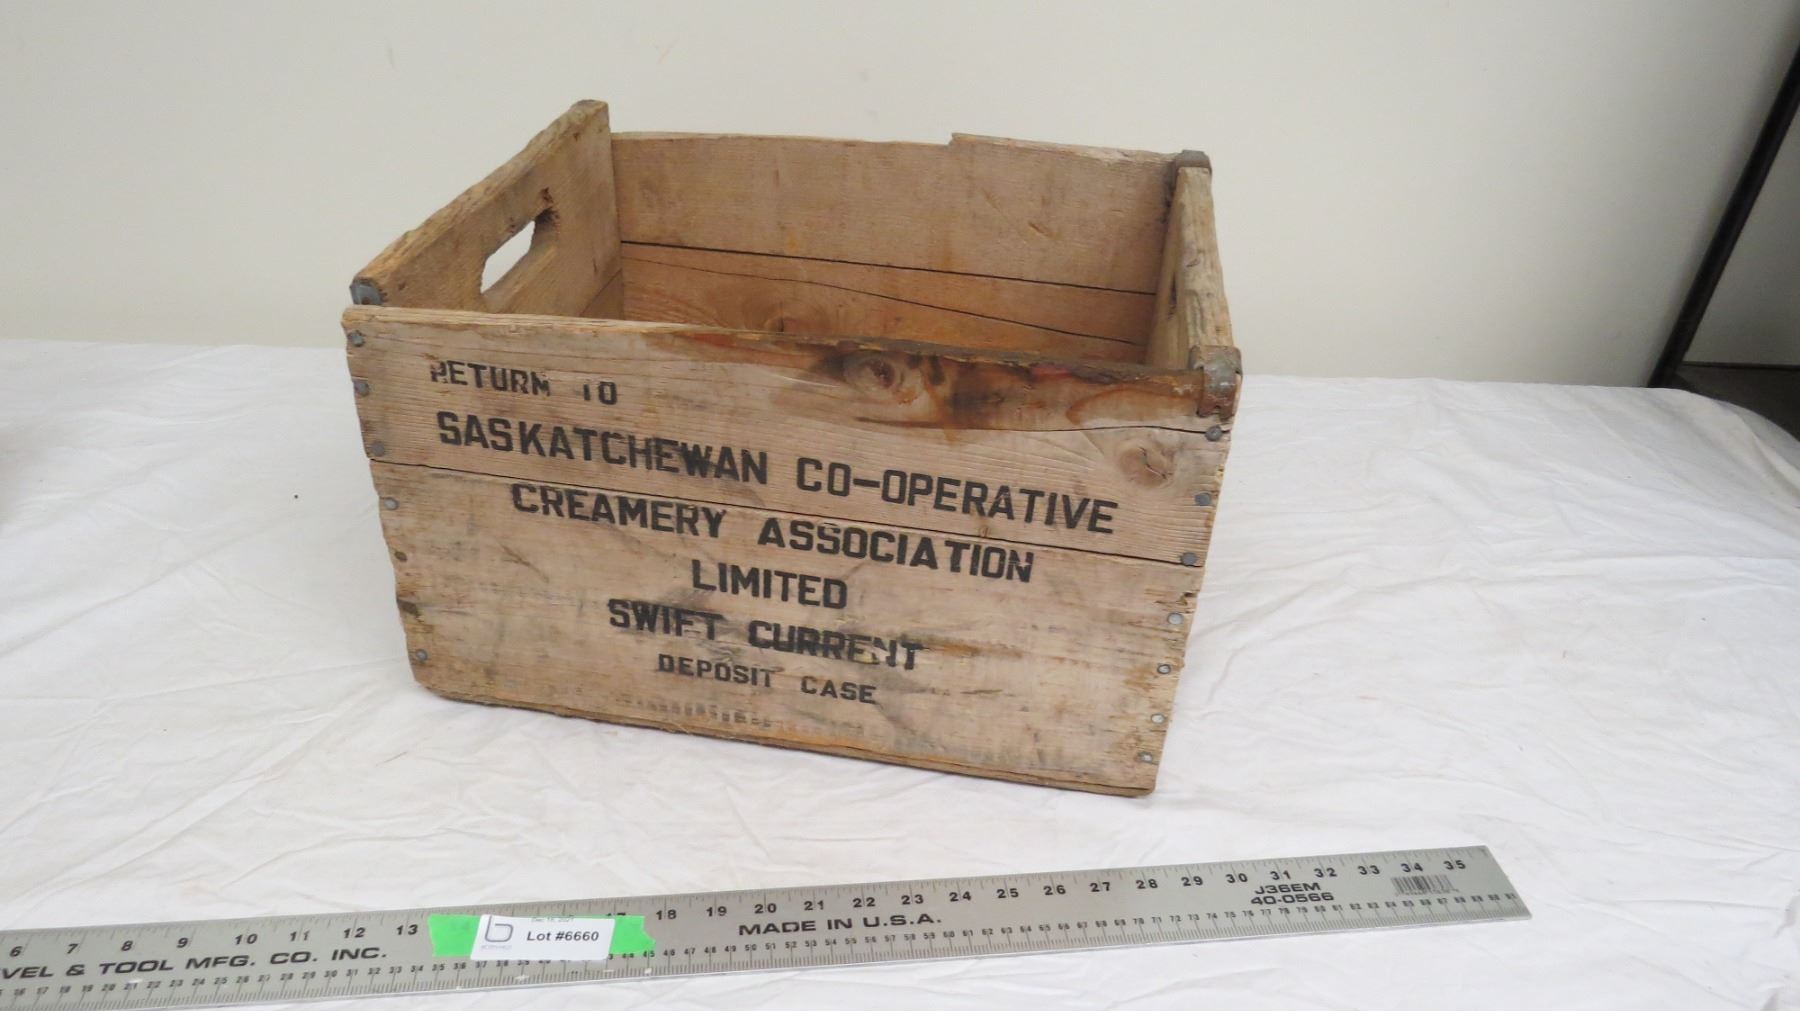 RETURN TO
SASKATCHEWAN CO-OPERATIVE
CREAMERY ASSOCIATION
LIMITED
SWIFT CURRENT
DEPOSIT CASE
6 7 8 9 10 11 12 13 18 19 20 21 22 23 24 25 26 27 28 29 30 31 32 33 34 35
VEL & TOOL MFG. CO. INC.
Lot #6660
MADE IN U.S.A.
J36EM
40-0566